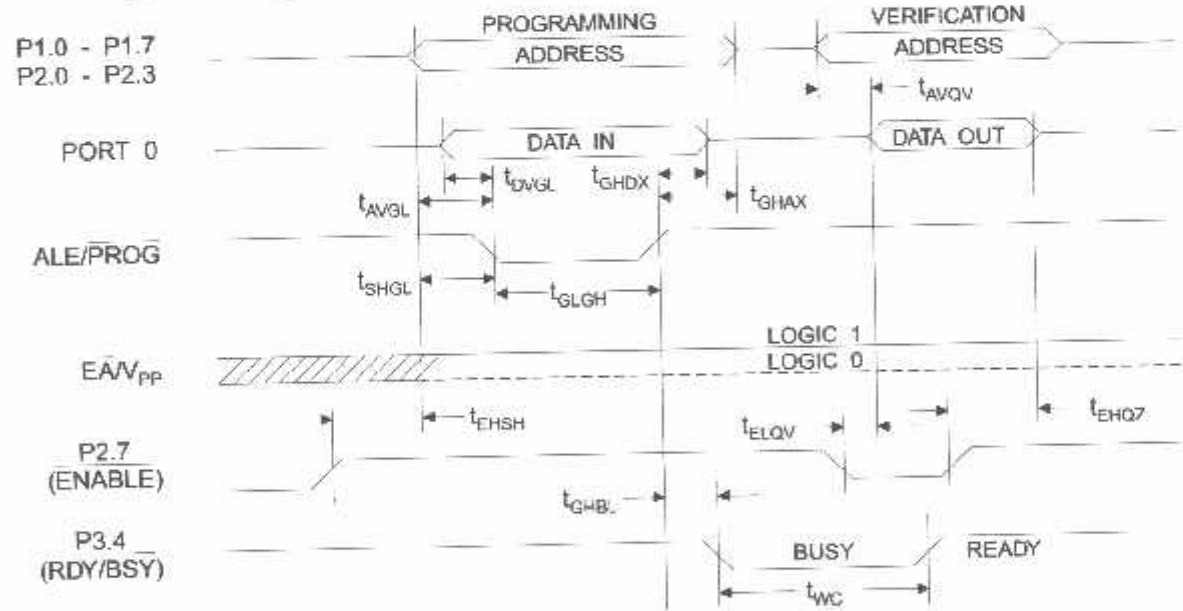 PROGRAMMING
ADDRESS
VERIFICATION
ADDRESS
P1.0 - P1.7
P2.0 - P2.3
tAVQV
PORT 0
DATA IN
DATA OUT
tDVGL
tGHDX
tAVGL
tGHAX
ALE/PROG
tSHGL
tGLGH
LOGIC 1
LOGIC 0
EA/VPP
tEHSH
tELQV
tEHQZ
P2.7
(ENABLE)
tGHBL
P3.4
(RDY/BSY)
BUSY
READY
tWC